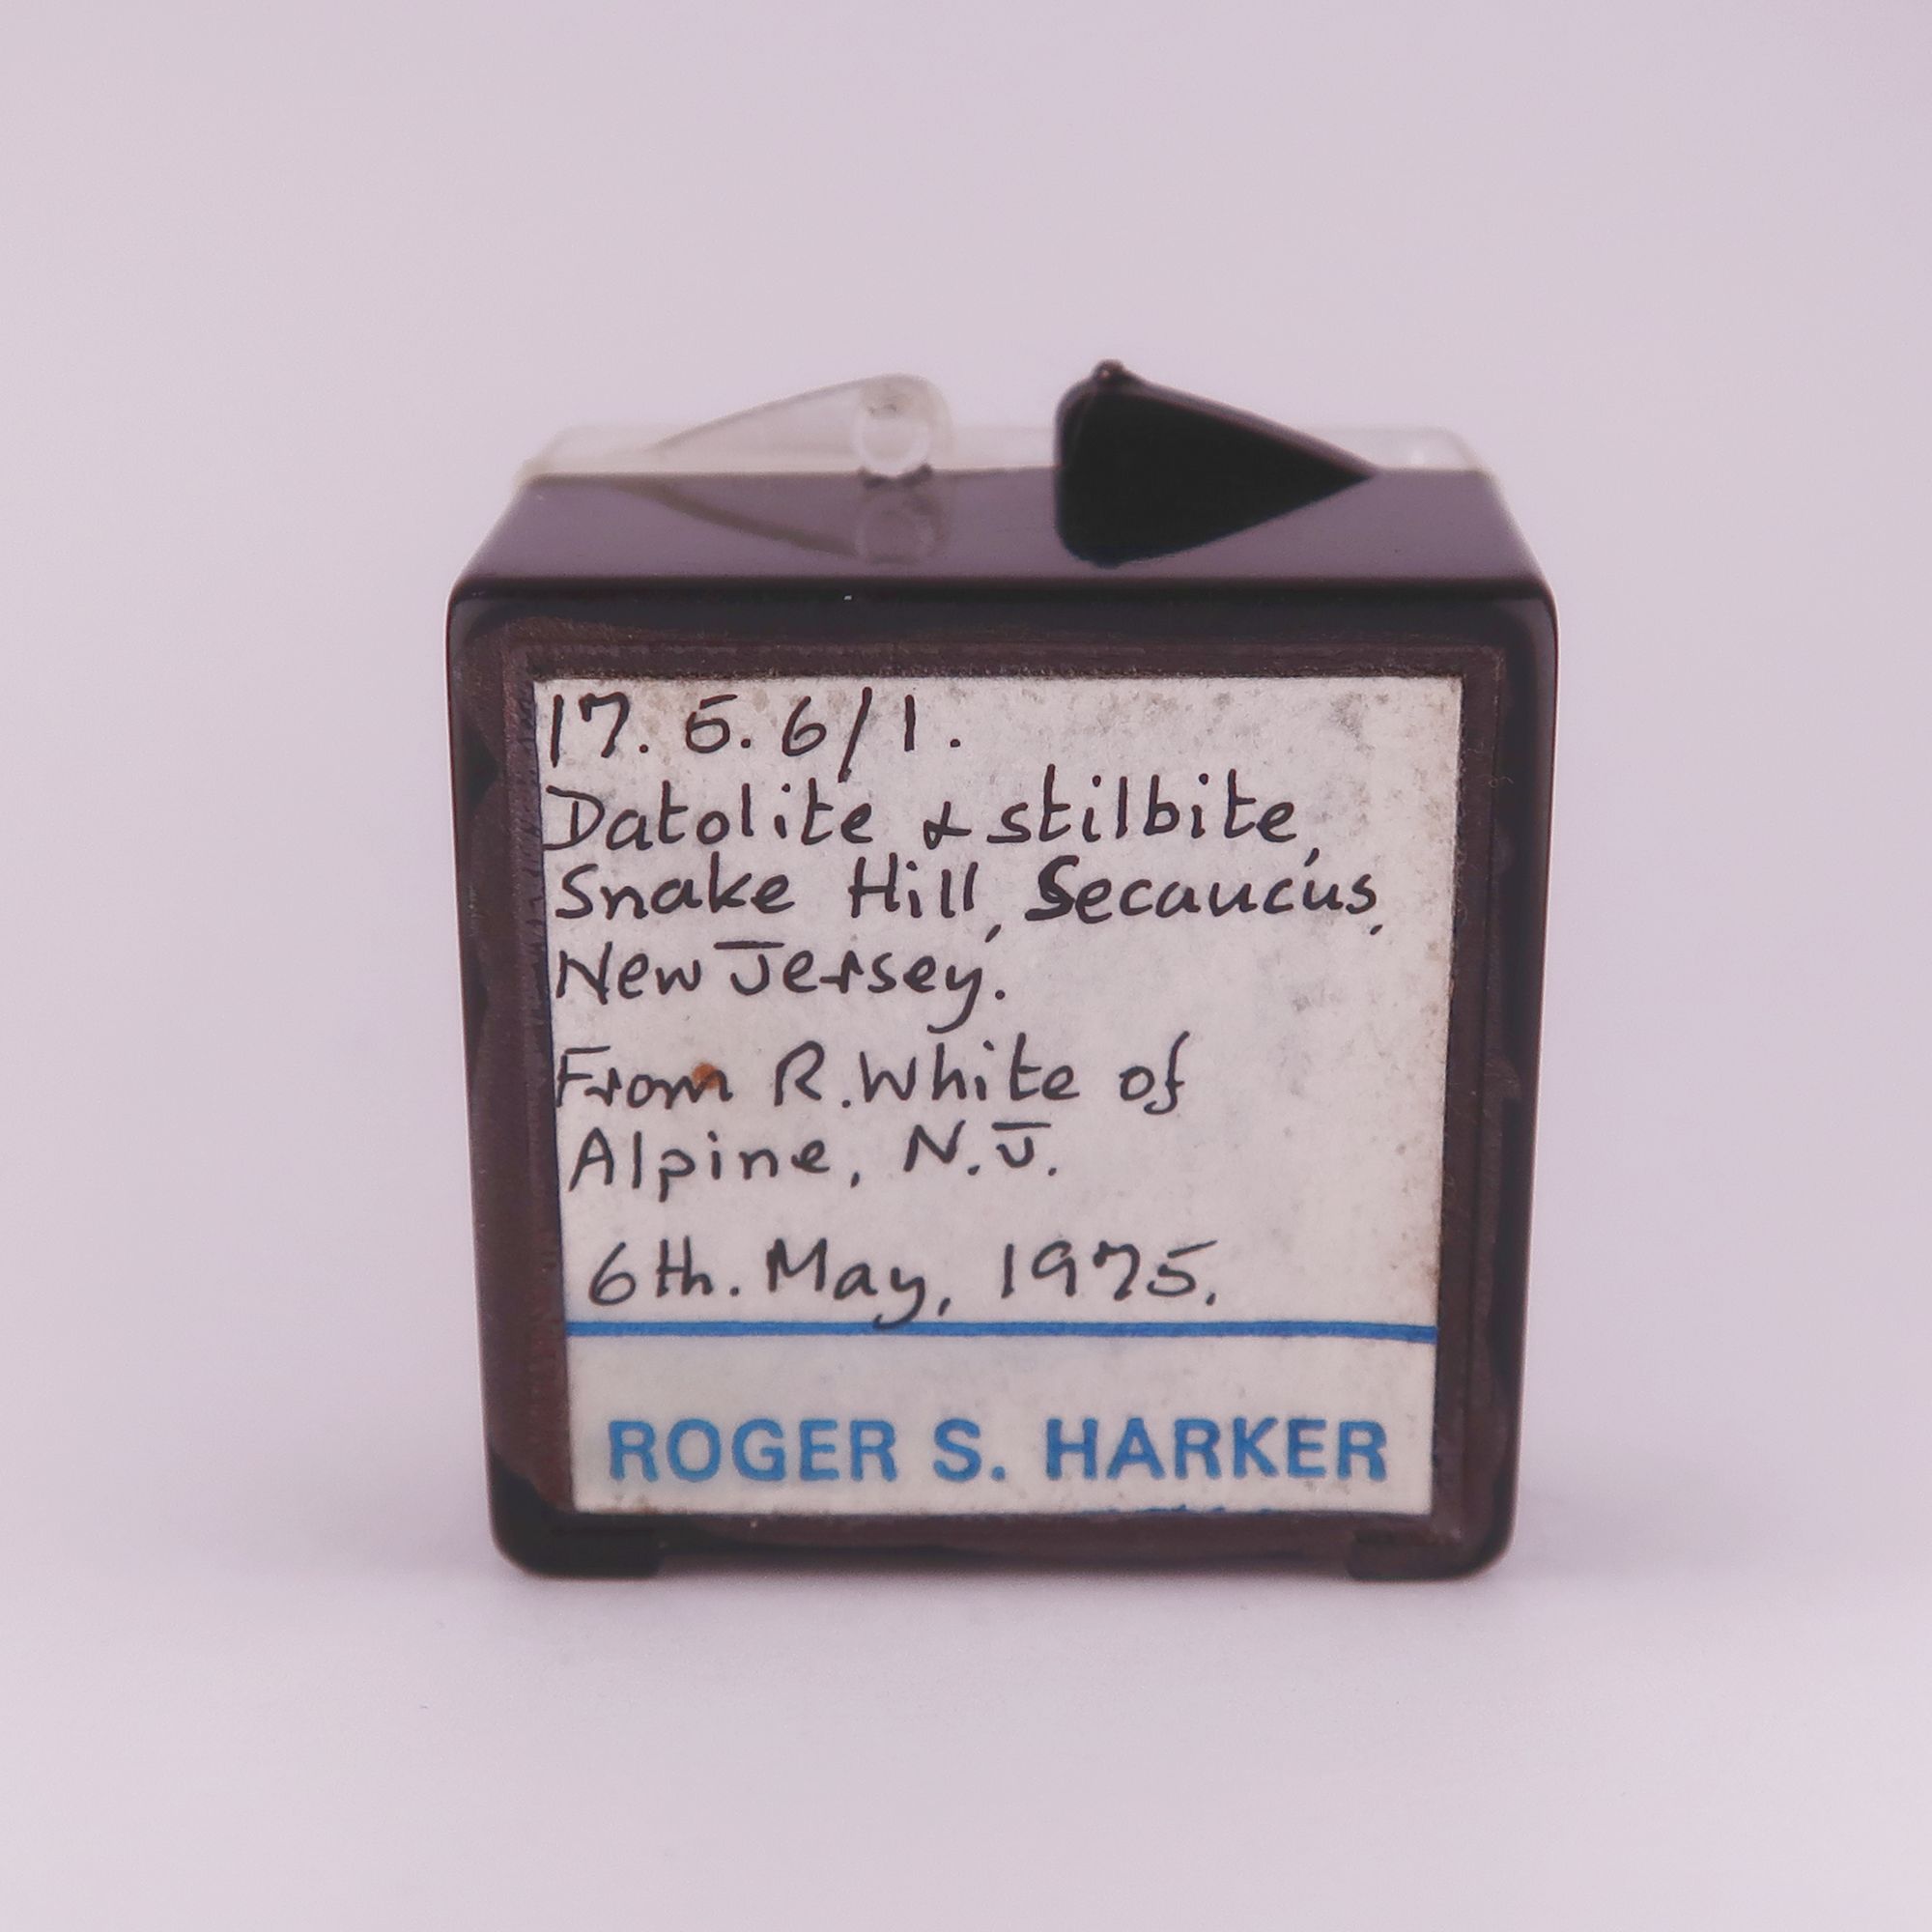 17.5.6/1.
Datolite & stilbite,
Snake Hill, Secaucus,
New Jersey.
From R.White of
Alpine, N.J.
6th. May, 1975.
ROGER S. HARKER